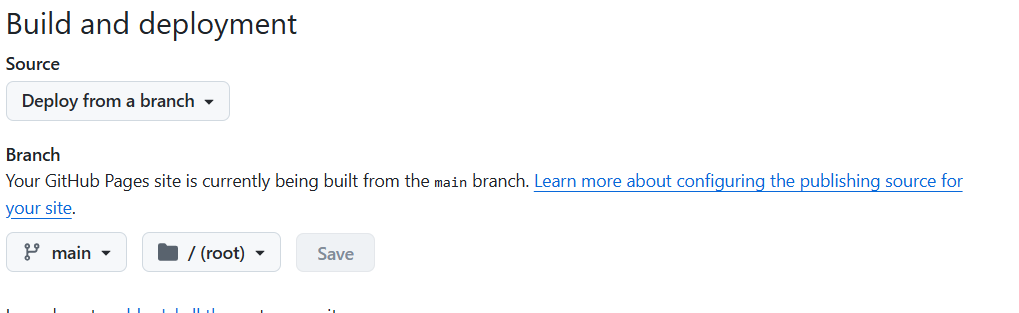 Build and deployment
Source
Deploy from a branch
Branch
Your GitHub Pages site is currently being built from the main branch. Learn more about configuring the publishing source for
your site.
main / (root) Save